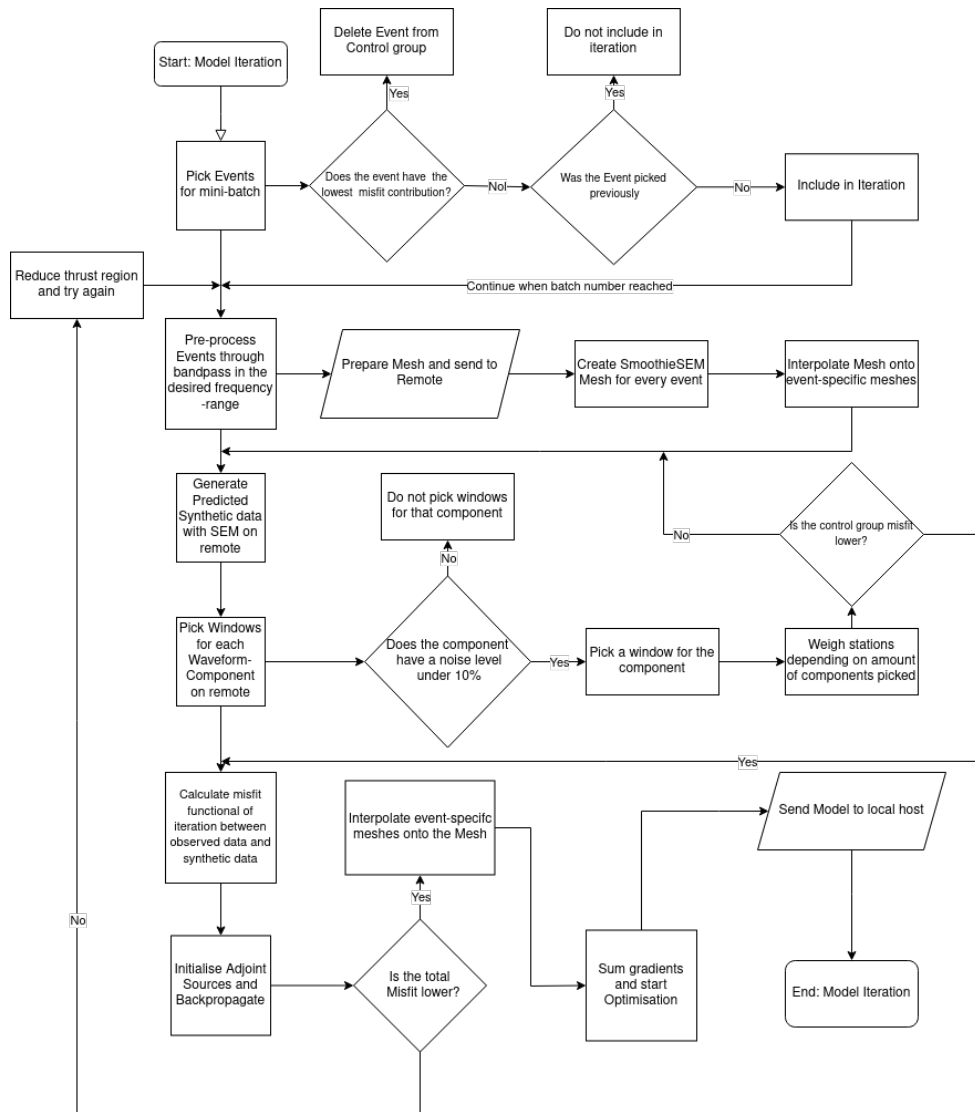 Start: Model Iteration
Delete Event from
Control group
Do not include in
iteration
Yes
Yes
Pick Events
for mini-batch
Does the event have the
lowest misfit contribution?
Nol
Was the Event picked
previously
No
Include in Iteration
Reduce thrust region
and try again
Continue when batch number reached
Pre-process
Events through
bandpass in the
desired frequency
-range
Prepare Mesh and send to
Remote
Create SmoothieSEM
Mesh for every event
Interpolate Mesh onto
event-specific meshes
Generate
Predicted
Synthetic data
with SEM on
remote
Do not pick windows
for that component
No
Is the control group misfit
lower?
No
Pick Windows
for each
Waveform-
Component
on remote
Does the component
have a noise level
under 10%
Yes
Pick a window for the
component
Weigh stations
depending on amount
of components picked
Yes
Calculate misfit
functional of
iteration between
observed data and
synthetic data
Interpolate event-specifc
meshes onto the Mesh
Send Model to local host
Yes
No
Initialise Adjoint
Sources and
Backpropagate
Is the total
Misfit lower?
Sum gradients
and start
Optimisation
End: Model Iteration